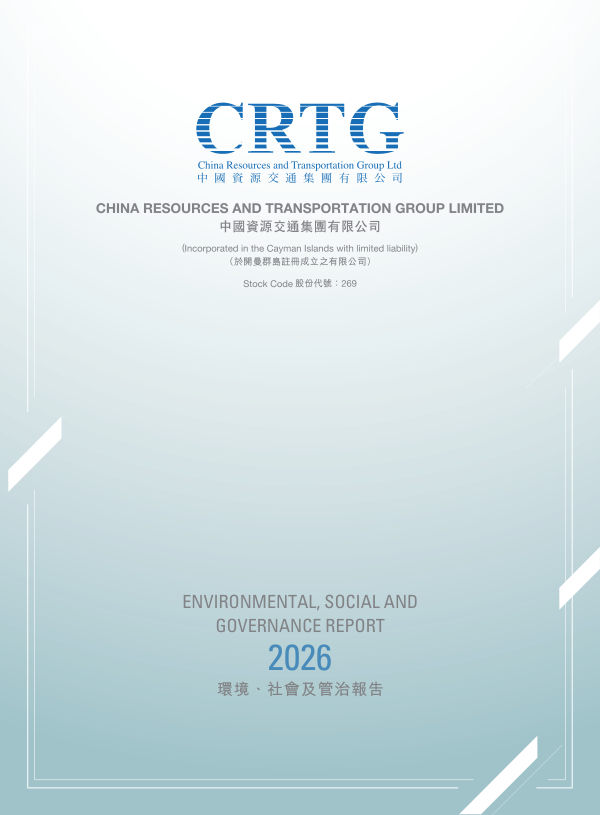 CRTG
China Resources and Transportation Group Ltd
中國資源交通集團有限公司
CHINA RESOURCES AND TRANSPORTATION GROUP LIMITED
中國資源交通集團有限公司
(Incorporated in the Cayman Islands with limited liability)
（於開曼群島註冊成立之有限公司）
Stock Code 股份代號：269
ENVIRONMENTAL, SOCIAL AND
GOVERNANCE REPORT
2026
環境、社會及管治報告